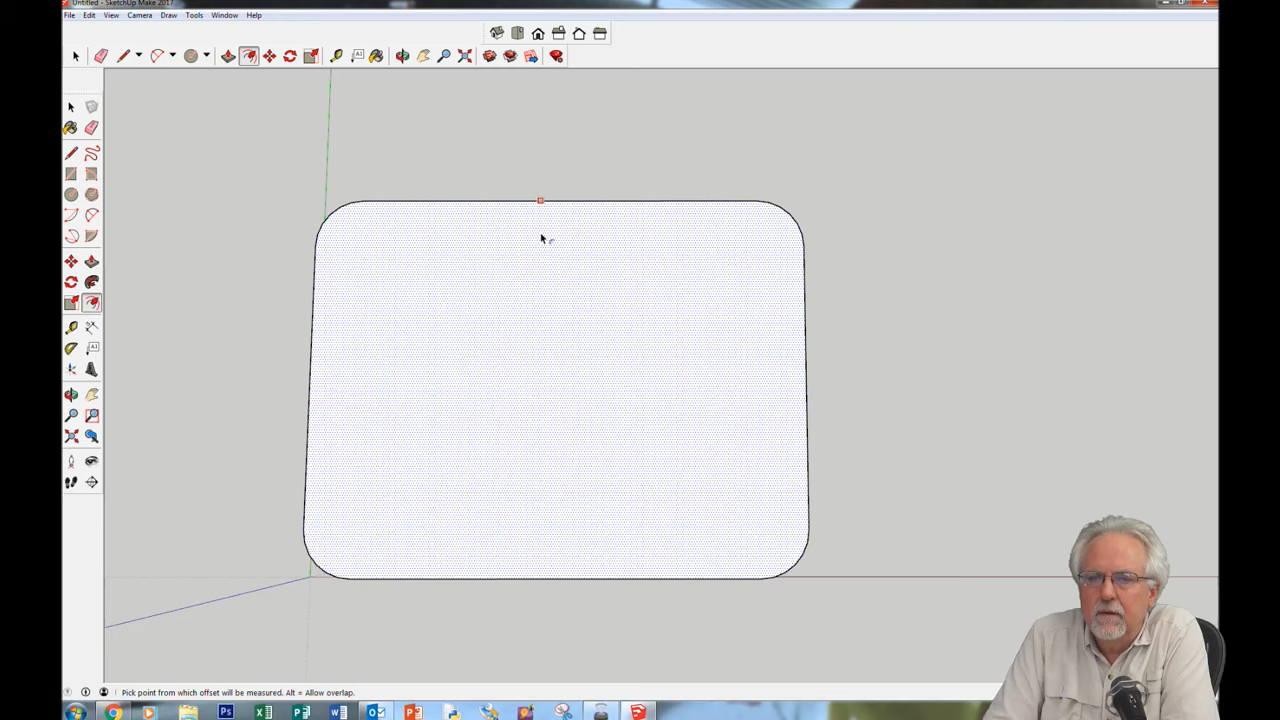 Untitled - SketchUp Make 2017
File Edit View Camera Draw Tools Window Help
Pick point from which offset will be measured. Alt = Allow overlap.